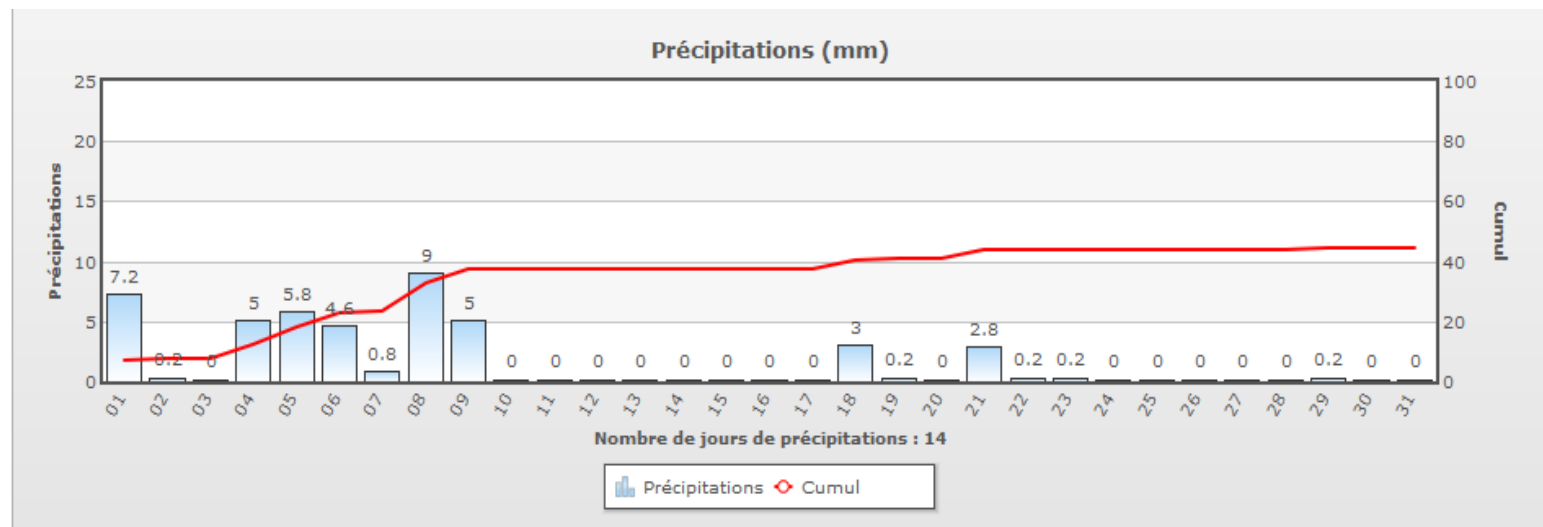 Précipitations (mm)
25 100
20 80
15 60
10 40
5 20
0 0
Précipitations
Cumul
7.2 0.2 0 5 5.8 4.6 0.8 9 5 0 0 0 0 0 0 0 0 3 0.2 0 2.8 0.2 0.2 0 0 0 0 0 0.2 0 0
01 02 03 04 05 06 07 08 09 10 11 12 13 14 15 16 17 18 19 20 21 22 23 24 25 26 27 28 29 30 31
Nombre de jours de précipitations : 14
Précipitations Cumul